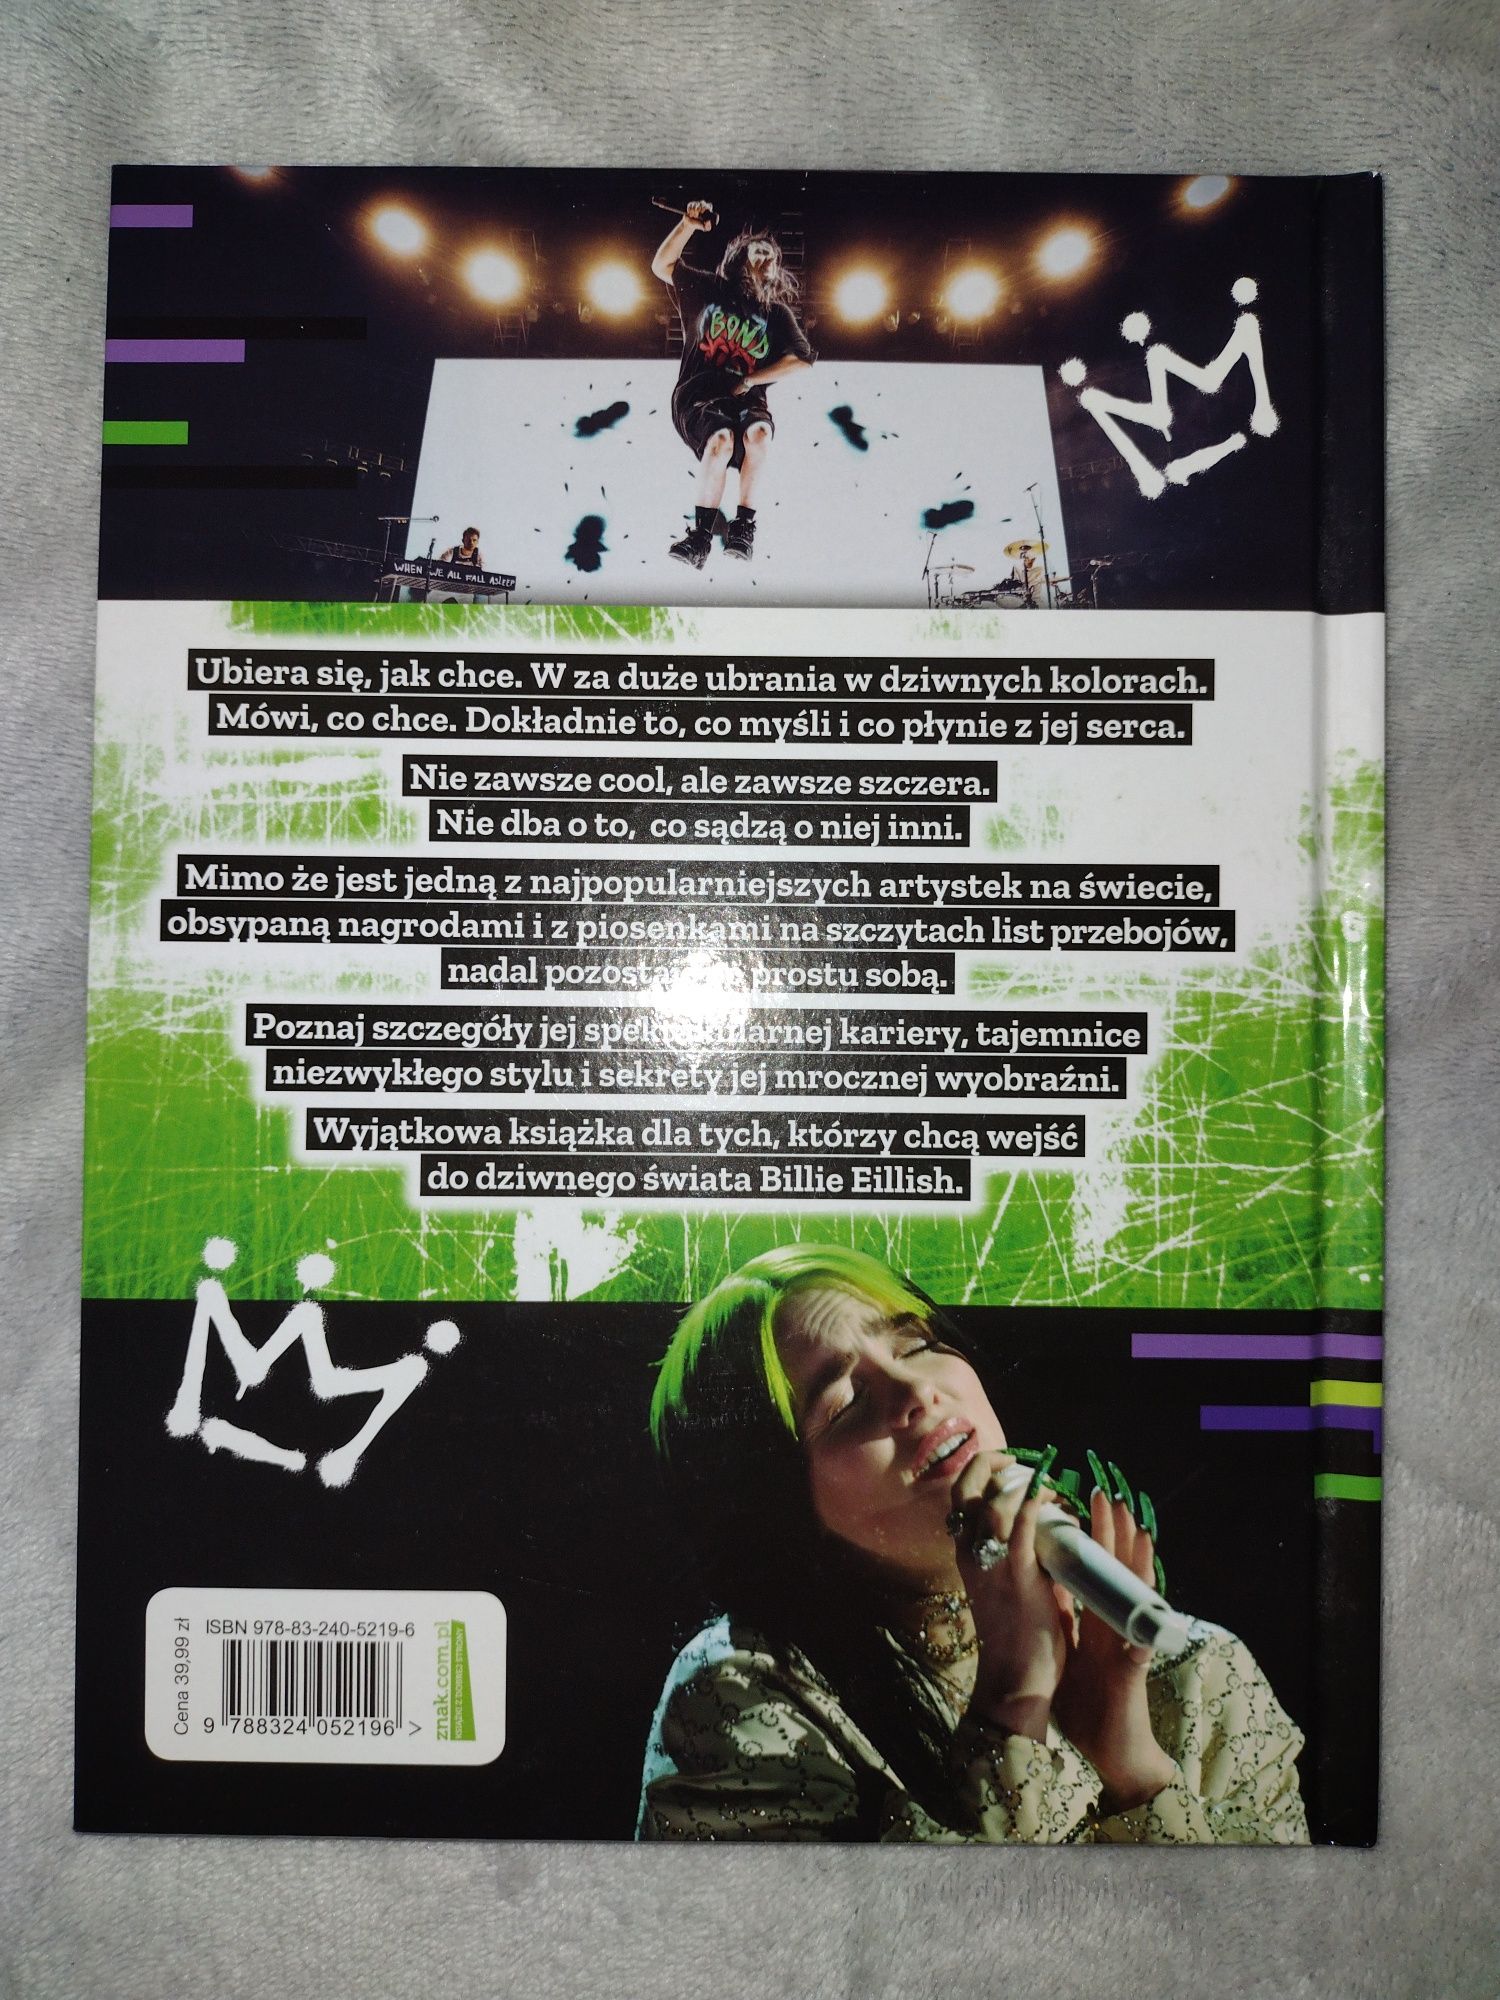 BOND
WHEN WE ALL FALL ASLEEP
Ubiera się, jak chce. W za duże ubrania w dziwnych kolorach.
Mówi, co chce. Dokładnie to, co myśli i co płynie z jej serca.
Nie zawsze cool, ale zawsze szczera.
Nie dba o to, co sądzą o niej inni.
Mimo że jest jedną z najpopularniejszych artystek na świecie,
obsypaną nagrodami i z piosenkami na szczytach list przebojów,
nadal prostu sobą.
Poznaj szczegóły jej spektakularnej kariery, tajemnice
niezwykłego stylu i sekrety jej mrocznej wyobraźni.
Wyjątkowa książka dla tych, którzy chcą wejść
do dziwnego świata Billie Eillish.
Cena 39,99 zł
ISBN 978-83-240-5219-6
9 788324 052196 >
znak.com.pl
KSIĄŻKI Z DOBREJ STRONY